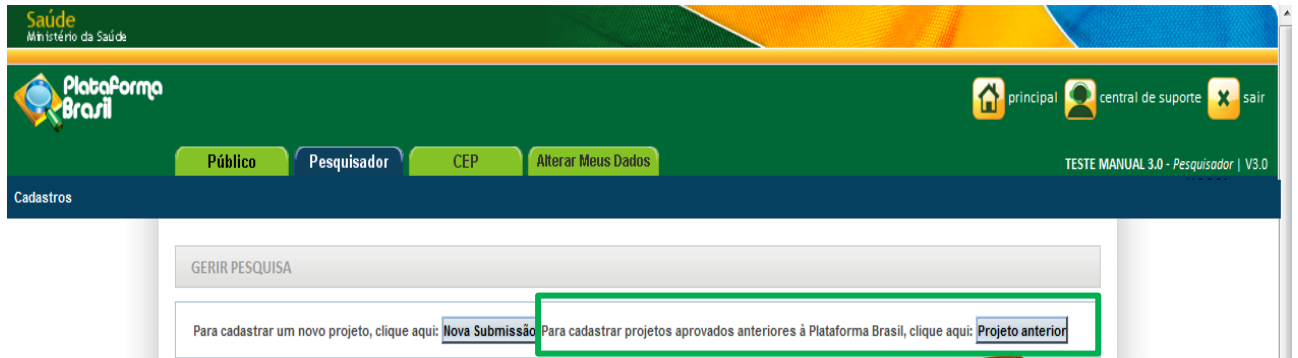 Saúde
Ministério da Saúde
Plataforma
Brasil
principal central de suporte sair
Público Pesquisador CEP Alterar Meus Dados
TESTE MANUAL 3.0 - Pesquisador | V3.0
Cadastros
GERIR PESQUISA
Para cadastrar um novo projeto, clique aqui: Nova Submissão Para cadastrar projetos aprovados anteriores à Plataforma Brasil, clique aqui: Projeto anterior